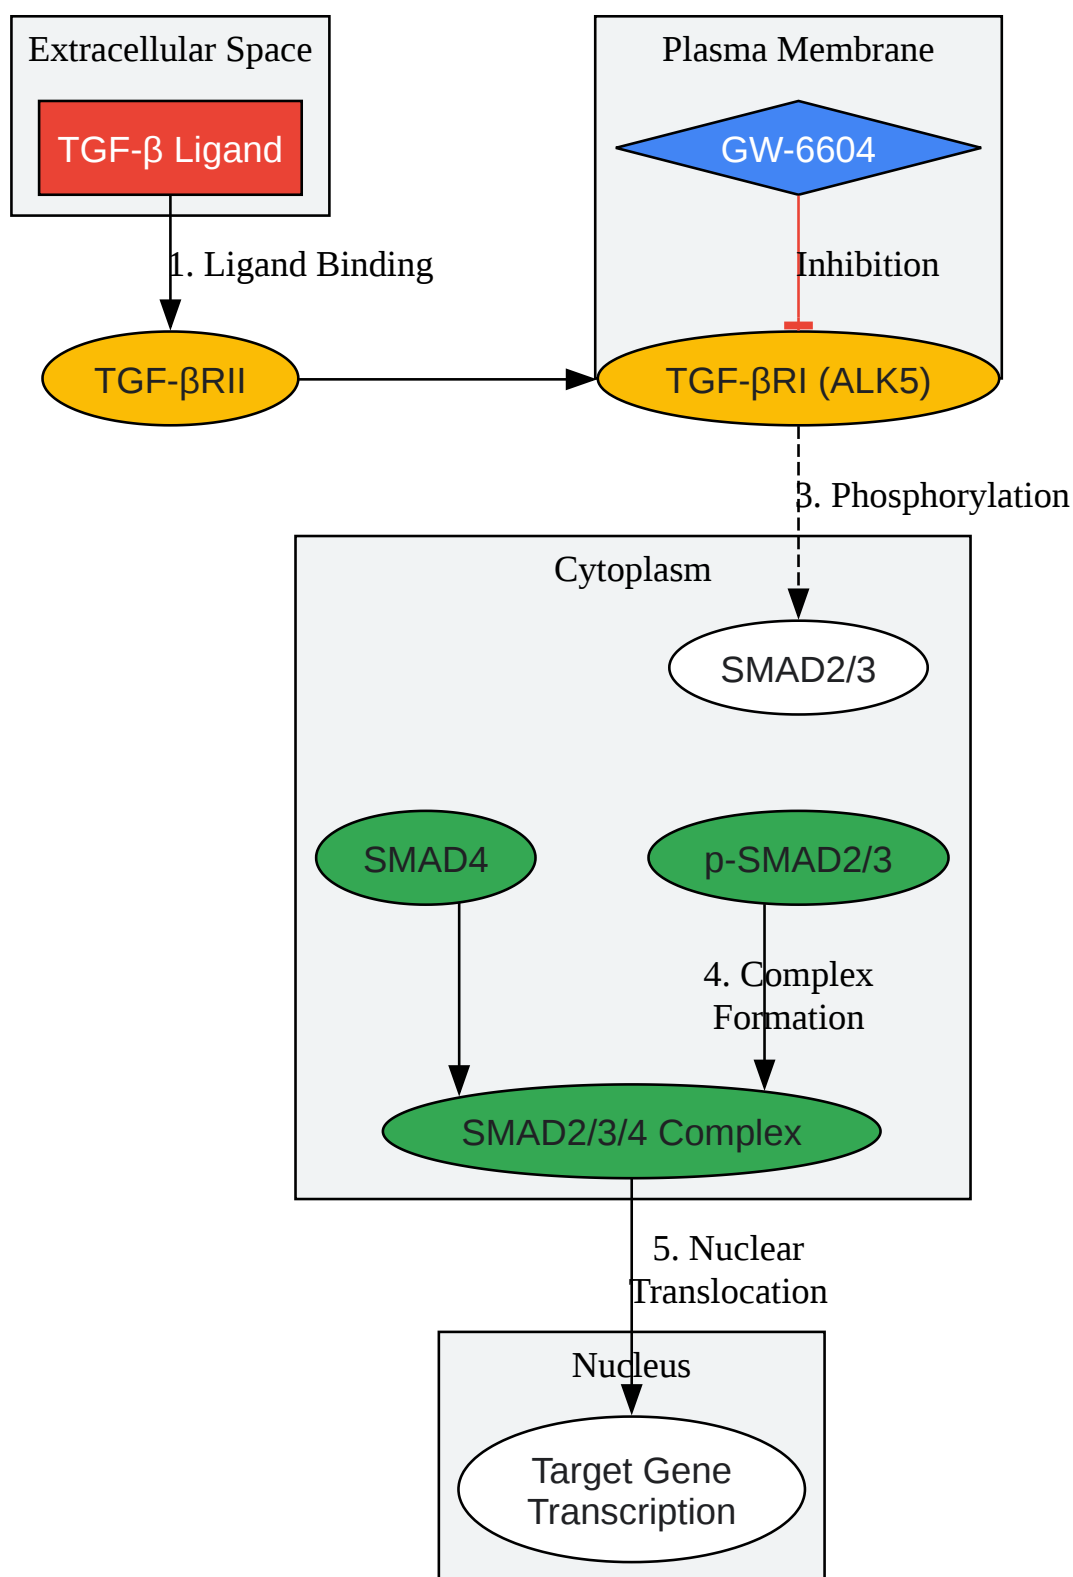 Extracellular Space
Plasma Membrane
TGF-β Ligand
GW-6604
1. Ligand Binding
Inhibition
TGF-βRII
TGF-βRI (ALK5)
3. Phosphorylation
Cytoplasm
SMAD2/3
SMAD4
p-SMAD2/3
4. Complex
Formation
SMAD2/3/4 Complex
5. Nuclear
Translocation
Nucleus
Target Gene
Transcription